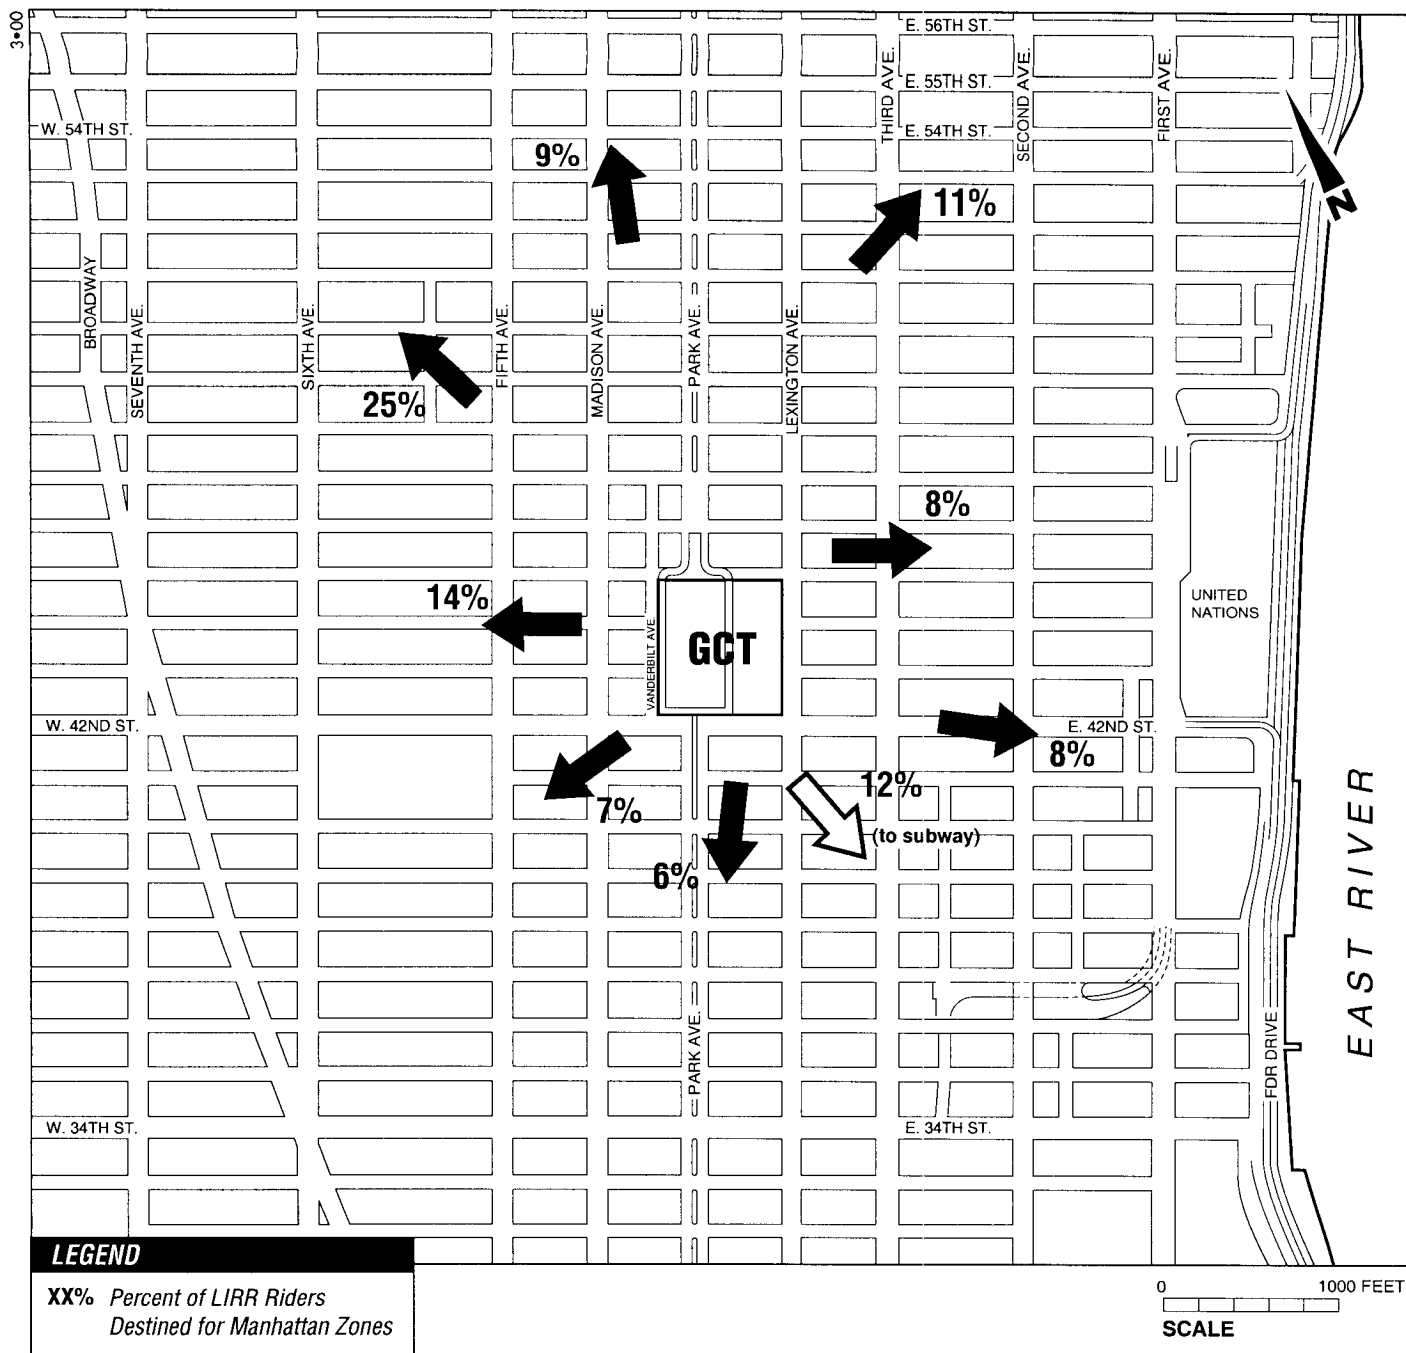 3•00
E. 56TH ST.
E. 55TH ST.
W. 54TH ST.
E. 54TH ST.
THIRD AVE.
SECOND AVE.
FIRST AVE.
9%
11%
N
BROADWAY
SEVENTH AVE.
SIXTH AVE.
FIFTH AVE.
MADISON AVE.
PARK AVE.
LEXINGTON AVE.
25%
8%
14%
VANDERBILT AVE.
GCT
UNITED
NATIONS
W. 42ND ST.
E. 42ND ST.
8%
7%
12%
(to subway)
6%
EAST RIVER
PARK AVE.
FDR DRIVE
W. 34TH ST.
E. 34TH ST.
LEGEND
XX% Percent of LIRR Riders
Destined for Manhattan Zones
0 1000 FEET
SCALE